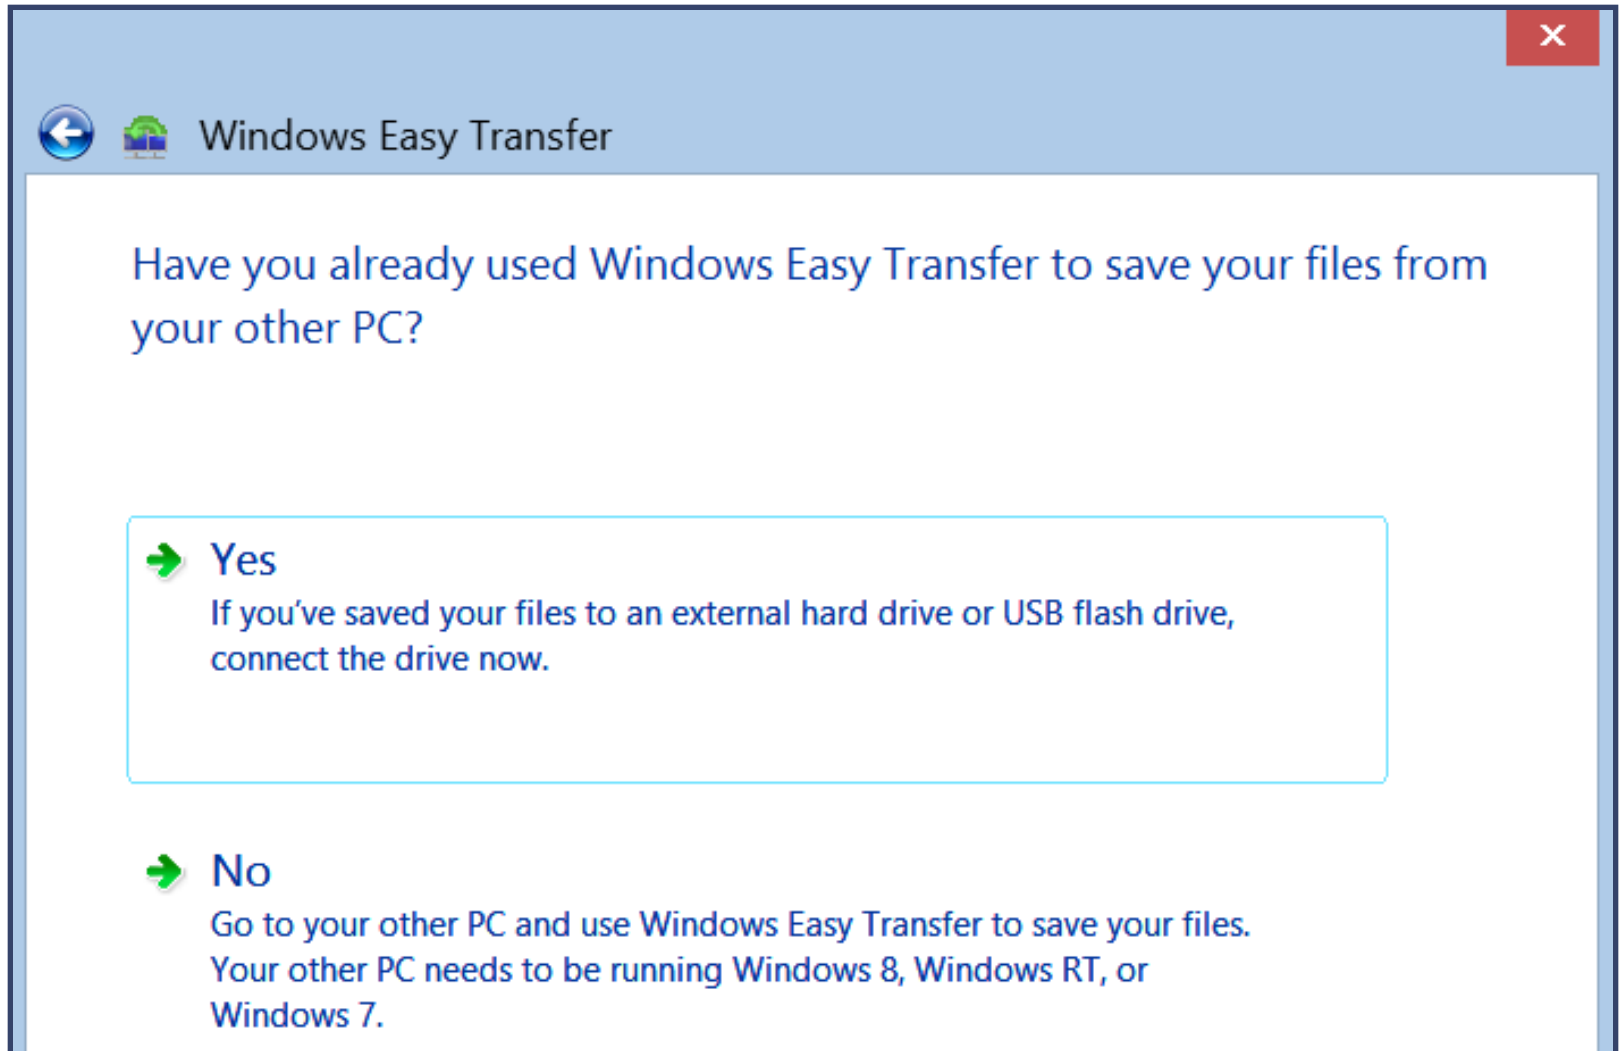 Windows Easy Transfer
Have you already used Windows Easy Transfer to save your files from
your other PC?
Yes
If you've saved your files to an external hard drive or USB flash drive,
connect the drive now.
No
Go to your other PC and use Windows Easy Transfer to save your files.
Your other PC needs to be running Windows 8, Windows RT, or
Windows 7.